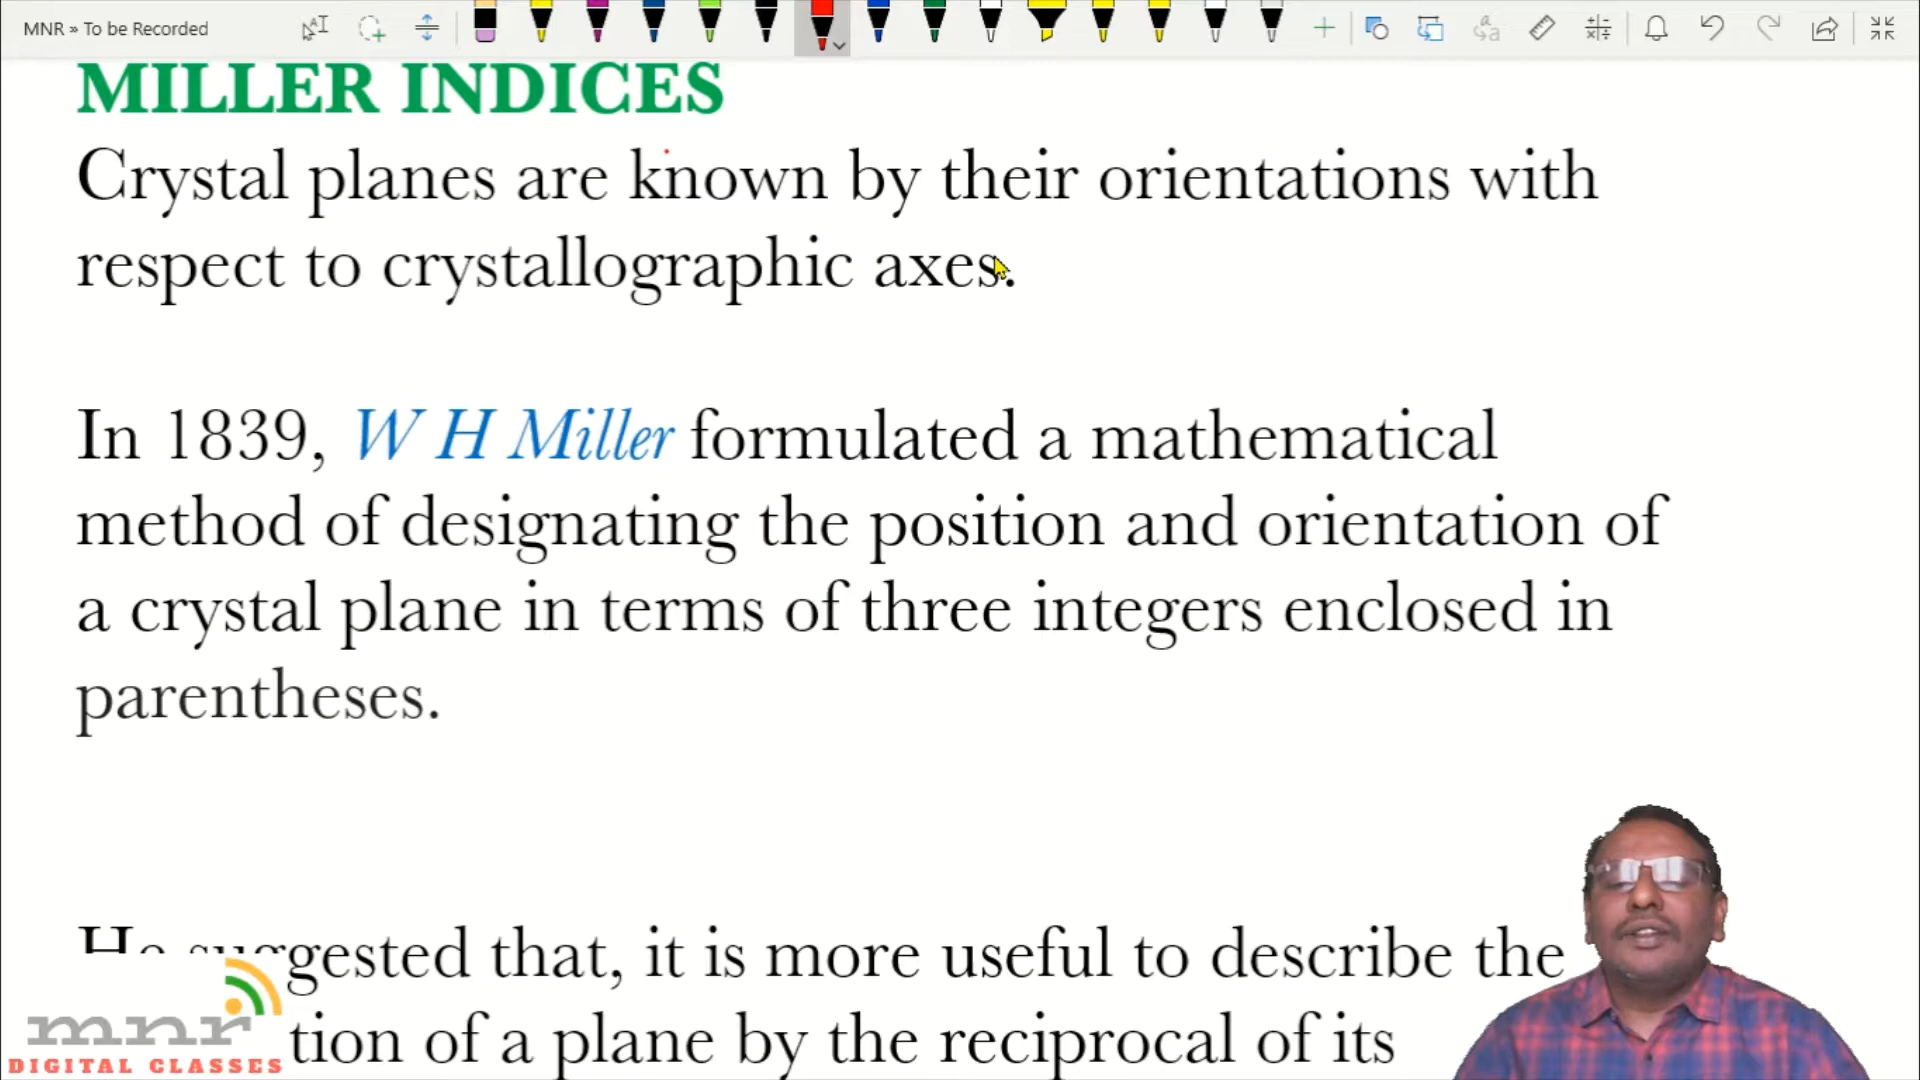 MNR » To be Recorded
MILLER INDICES
Crystal planes are known by their orientations with
respect to crystallographic axes.
In 1839, W H Miller formulated a mathematical
method of designating the position and orientation of
a crystal plane in terms of three integers enclosed in
parentheses.
He suggested that, it is more useful to describe the
tion of a plane by the reciprocal of its
mnr
DIGITAL CLASSES